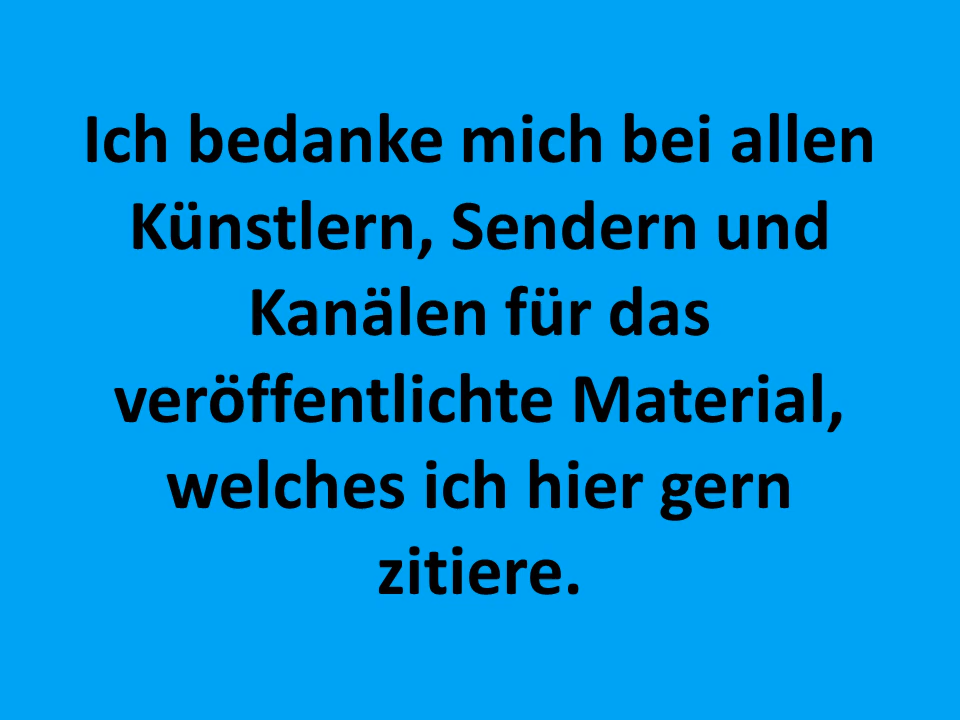 Ich bedanke mich bei allen
Künstlern, Sendern und
Kanälen für das
veröffentlichte Material,
welches ich hier gern
zitiere.